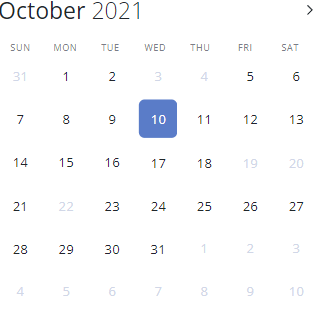 October 2021
SUN MON TUE WED THU FRI SAT
31 1 2 3 4 5 6
7 8 9 10 11 12 13
14 15 16 17 18 19 20
21 22 23 24 25 26 27
28 29 30 31 1 2 3
4 5 6 7 8 9 10